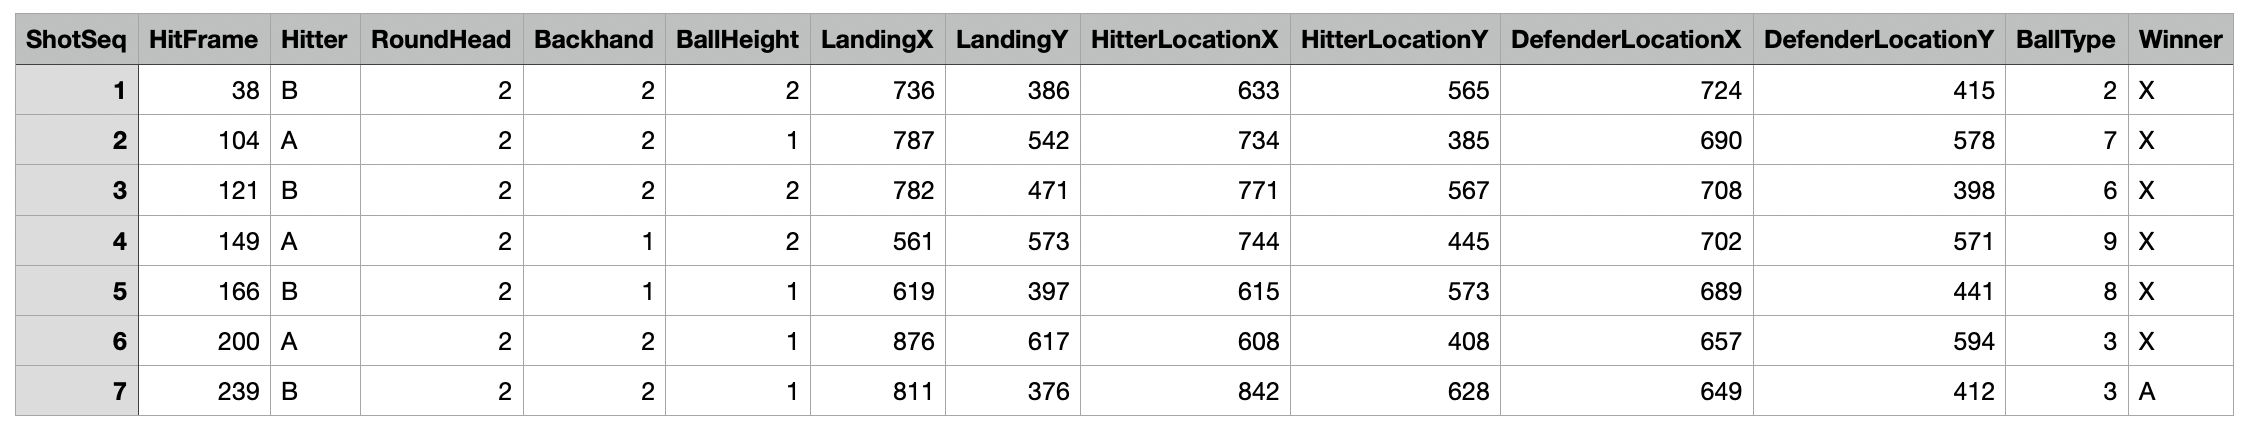 ShotSeq HitFrame Hitter RoundHead Backhand BallHeight LandingX LandingY HitterLocationX HitterLocationY DefenderLocationX DefenderLocationY BallType Winner
1 38 B 2 2 2 736 386 633 565 724 415 2 X
2 104 A 2 2 1 787 542 734 385 690 578 7 X
3 121 B 2 2 2 782 471 771 567 708 398 6 X
4 149 A 2 1 2 561 573 744 445 702 571 9 X
5 166 B 2 1 1 619 397 615 573 689 441 8 X
6 200 A 2 2 1 876 617 608 408 657 594 3 X
7 239 B 2 2 1 811 376 842 628 649 412 3 A